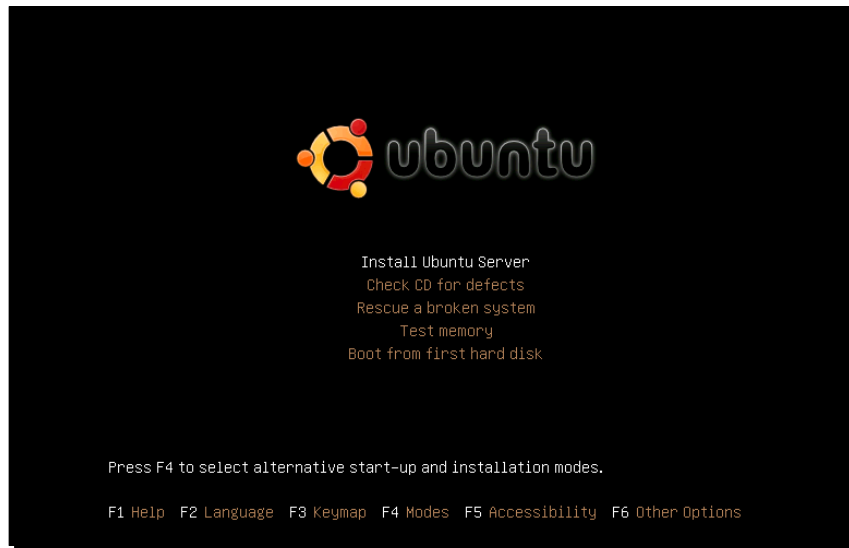 ubuntu
Install Ubuntu Server
Check CD for defects
Rescue a broken system
Test memory
Boot from first hard disk
Press F4 to select alternative start-up and installation modes.
F1 Help F2 Language F3 Keymap F4 Modes F5 Accessibility F6 Other Options